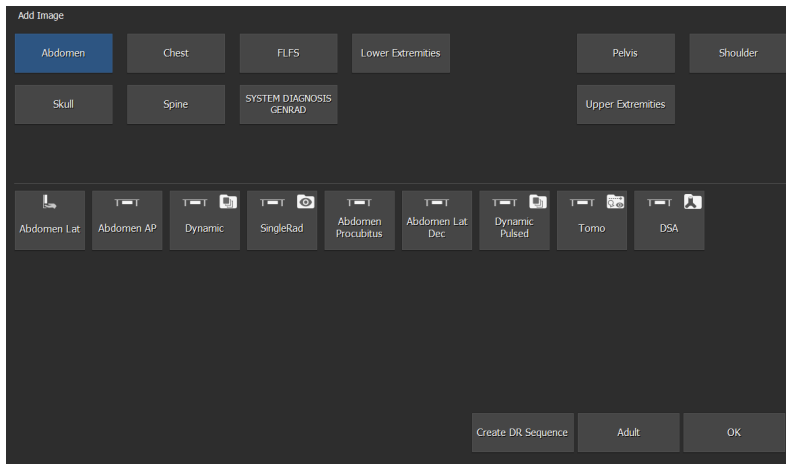 Add Image
Abdomen
Chest
FLFS
Lower Extremities
Pelvis
Shoulder
Skull
Spine
SYSTEM DIAGNOSIS
GENRAD
Upper Extremities
Abdomen Lat
Abdomen AP
Dynamic
SingleRad
Abdomen
Procubitus
Abdomen Lat
Dec
Dynamic
Pulsed
Tomo
DSA
Create DR Sequence
Adult
OK